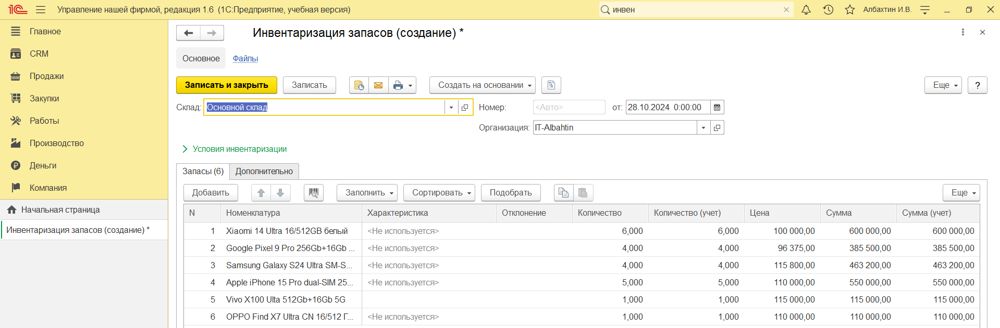 1С Управление нашей фирмой, редакция 1.6 (1С:Предприятие, учебная версия) инвен Албахтин И.В.
Главное
CRM
Продажи
Закупки
Работы
Производство
Деньги
Компания
Начальная страница
Инвентаризация запасов (создание) *
Инвентаризация запасов (создание) *
Основное Файлы
Записать и закрыть Записать Создать на основании Еще ?
Склад: Основной склад Номер: <Авто> от: 28.10.2024 0:00:00
Организация: IT-Albahtin
Условия инвентаризации
Запасы (6) Дополнительно
Добавить Заполнить Сортировать Подобрать Еще
N Номенклатура Характеристика Отклонение Количество Количество (учет) Цена Сумма Сумма (учет)
1 Xiaomi 14 Ultra 16/512GB белый <Не используется> 6,000 6,000 100 000,00 600 000,00 600 000,00
2 Google Pixel 9 Pro 256Gb+16Gb ... <Не используется> 4,000 4,000 96 375,00 385 500,00 385 500,00
3 Samsung Galaxy S24 Ultra SM-S... <Не используется> 4,000 4,000 115 800,00 463 200,00 463 200,00
4 Apple iPhone 15 Pro dual-SIM 25... <Не используется> 5,000 5,000 110 000,00 550 000,00 550 000,00
5 Vivo X100 Ulta 512Gb+16Gb 5G 1,000 1,000 115 000,00 115 000,00 115 000,00
6 OPPO Find X7 Ultra CN 16/512 Г... <Не используется> 1,000 1,000 110 000,00 110 000,00 110 000,00